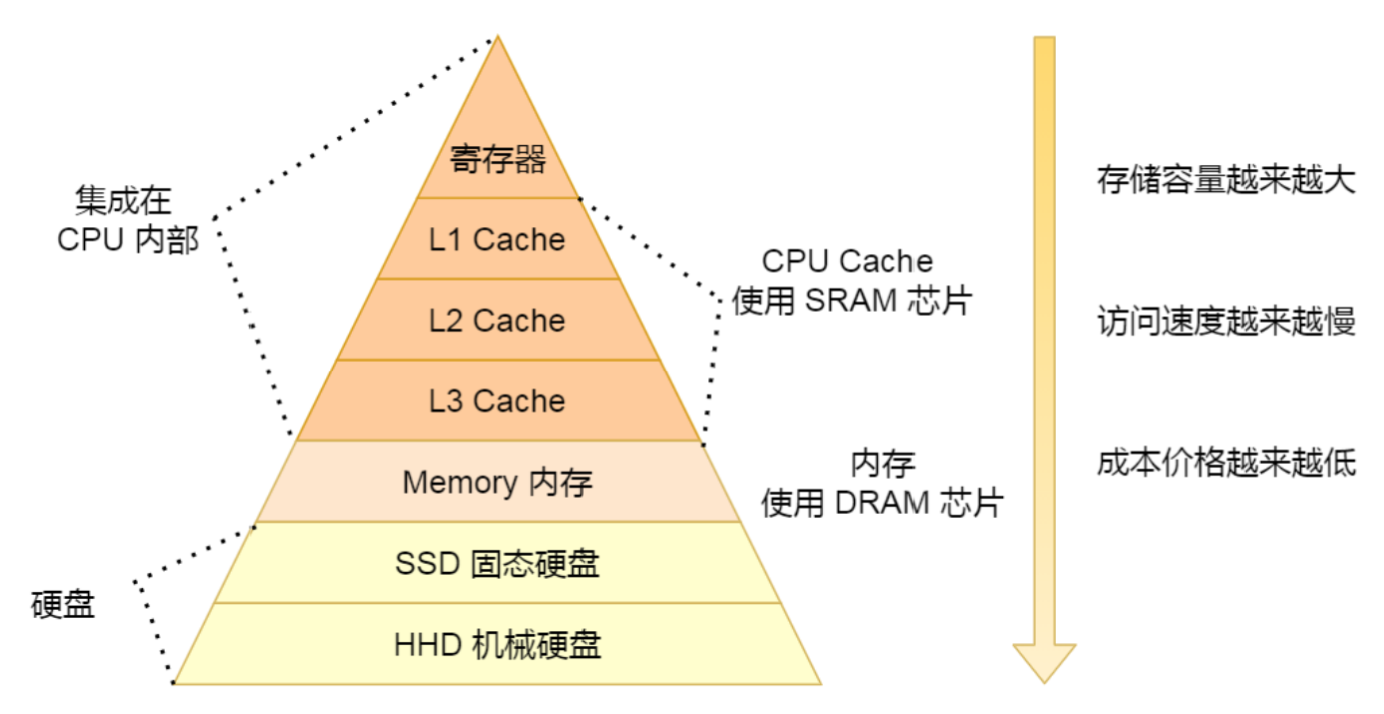 寄存器
集成在
CPU 内部
L1 Cache
L2 Cache
L3 Cache
CPU Cache
使用 SRAM 芯片
Memory 内存
内存
使用 DRAM 芯片
硬盘
SSD 固态硬盘
HHD 机械硬盘
存储容量越来越大
访问速度越来越慢
成本价格越来越低